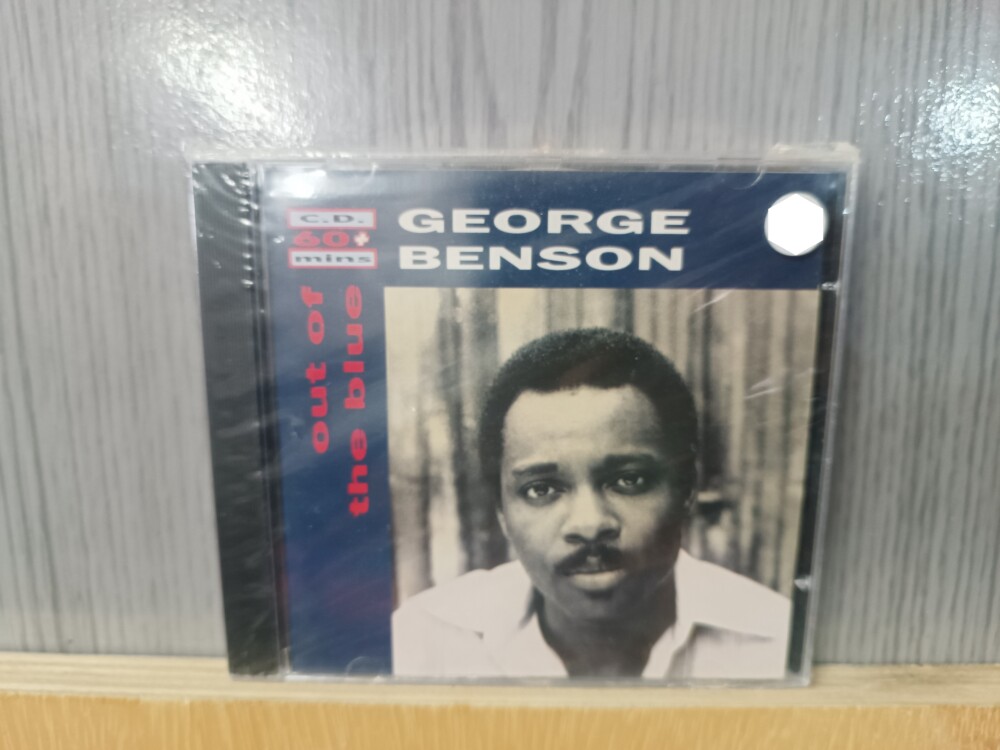 C.D.
60+
mins
GEORGE
BENSON
out of
the blue